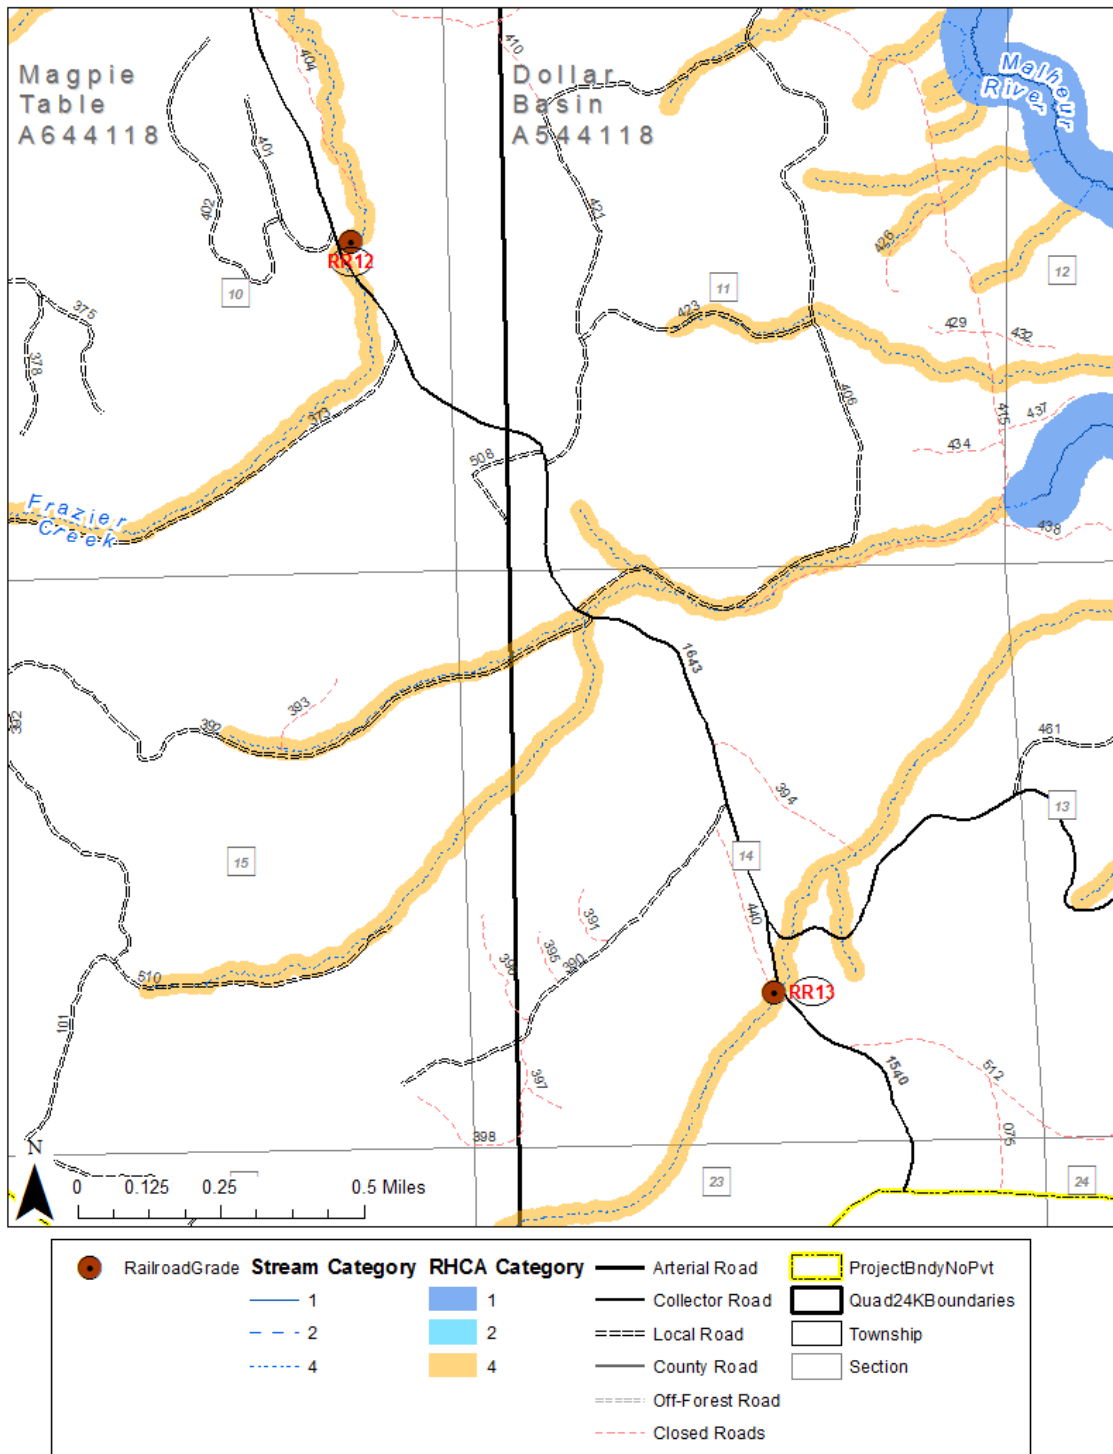 Magpie
Table
A644118
Dollar
Basin
A544118
Malheur
River
404
410
401
402
421
426
RR12
10
11
12
375
378
423
429
432
373
406
415
437
434
508
438
Frazier
Creek
1643
392
393
392
461
394
13
14
15
440
391
395
390
396
510
RR13
101
397
398
1540
512
075
N
0 0.125 0.25 0.5 Miles
23
24
RailroadGrade
Stream Category
1
2
4
RHCA Category
1
2
4
Arterial Road
Collector Road
Local Road
County Road
Off-Forest Road
Closed Roads
ProjectBndyNoPvt
Quad24KBoundaries
Township
Section